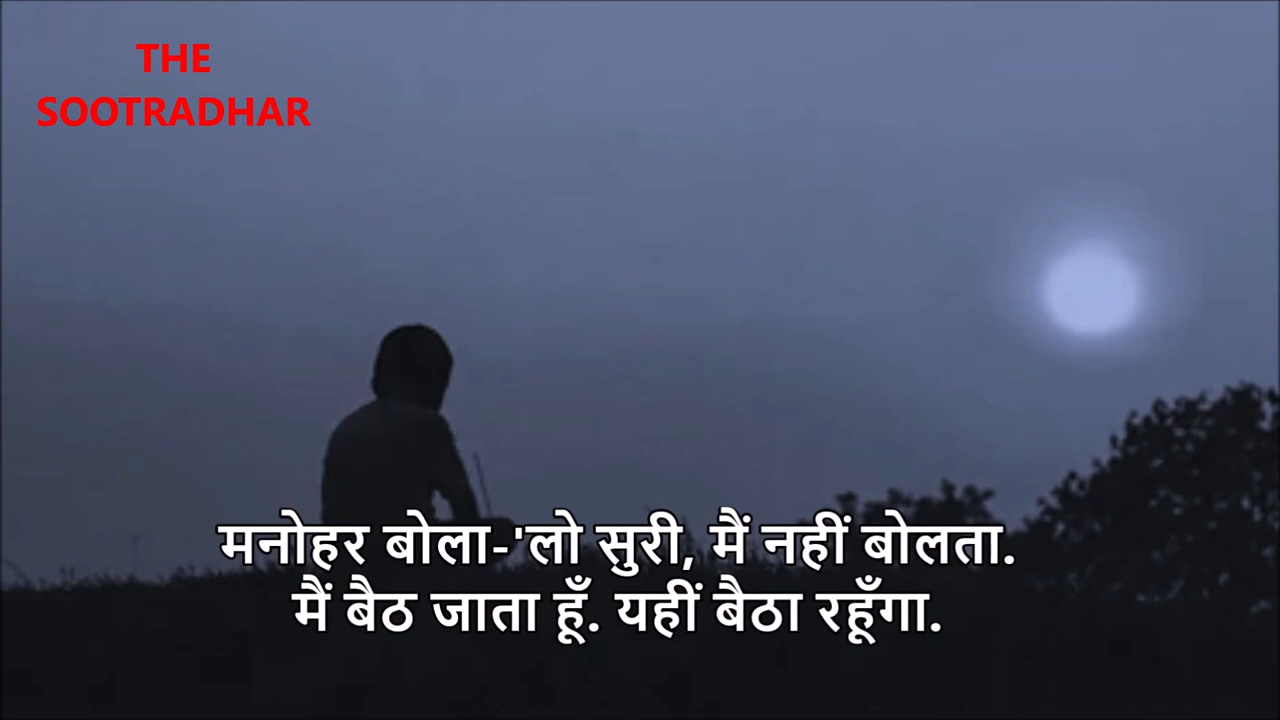 THE
SOOTRADHAR
मनोहर बोला-'लो सुरी, मैं नहीं बोलता.
मैं बैठ जाता हूँ. यहीं बैठा रहूँगा.